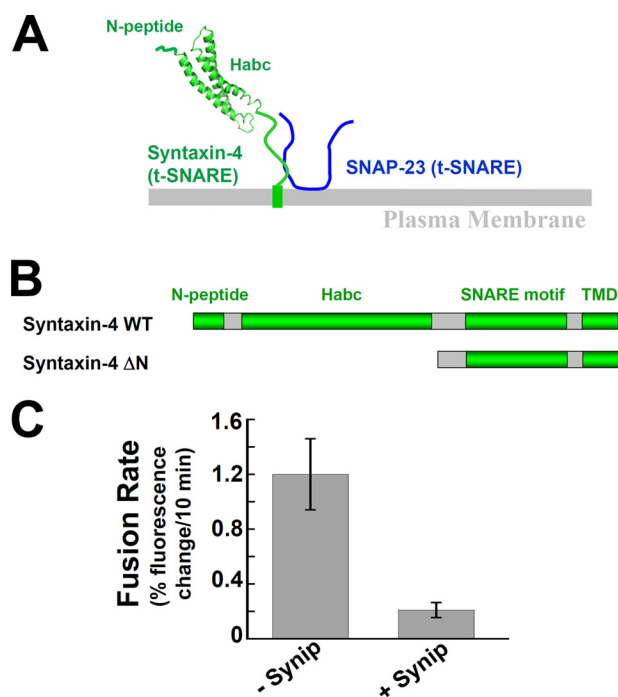 A
N-peptide
Habc
Syntaxin-4
(t-SNARE)
SNAP-23 (t-SNARE)
Plasma Membrane
B
N-peptide Habc SNARE motif TMD
Syntaxin-4 WT
Syntaxin-4 ΔN
C
Fusion Rate
(% fluorescence
change/10 min)
1.6
1.2
0.8
0.4
0
- Synip
+ Synip